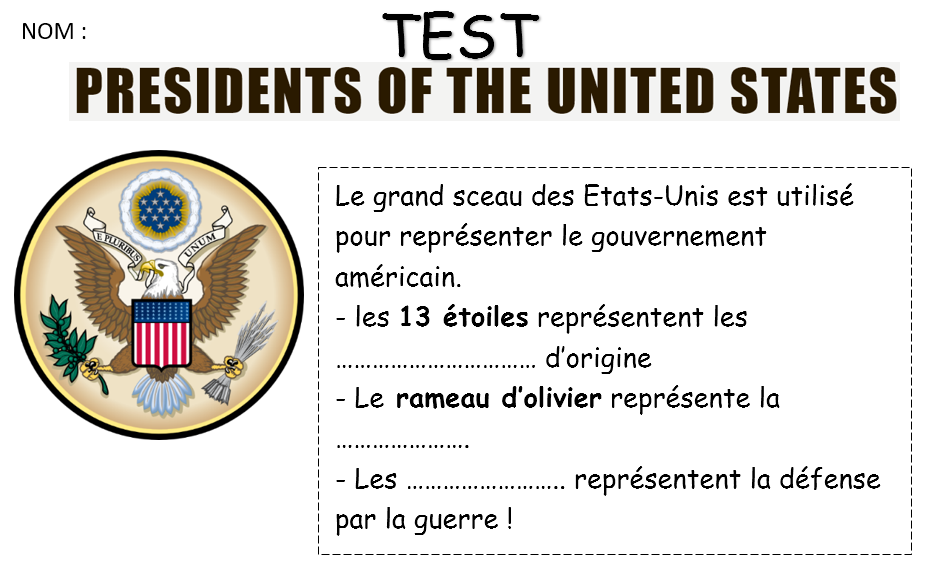 NOM :
TEST
PRESIDENTS OF THE UNITED STATES
E PLURIBUS UNUM
Le grand sceau des Etats-Unis est utilisé
pour représenter le gouvernement
américain.
- les 13 étoiles représentent les
…………………………… d’origine
- Le rameau d’olivier représente la
………………….
- Les …………………….. représentent la défense
par la guerre !